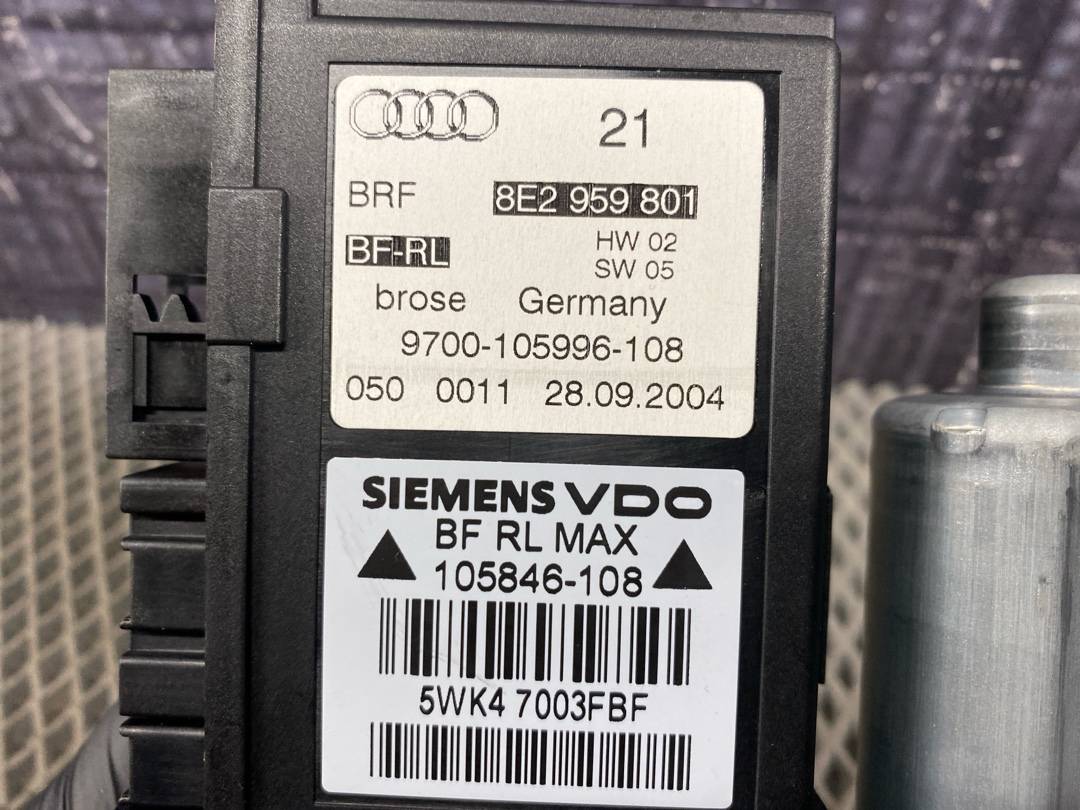 21
BRF 8E2 959 801
BF-RL HW 02
SW 05
brose Germany
9700-105996-108
050 0011 28.09.2004
SIEMENS VDO
BF RL MAX
105846-108
5WK4 7003FBF